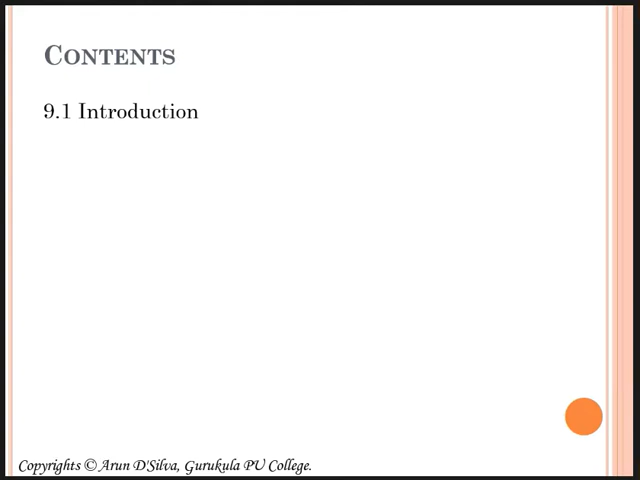 CONTENTS
9.1 Introduction
Copyrights © Arun D'Silva, Gurukula PU College.